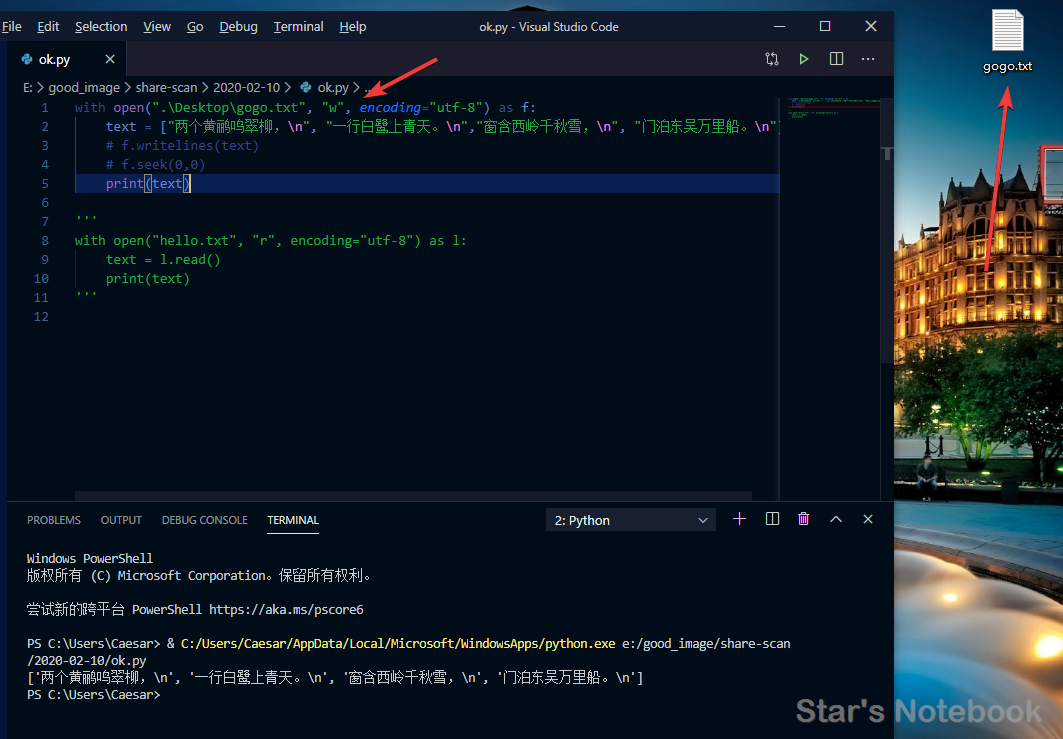 File Edit Selection View Go Debug Terminal Help ok.py - Visual Studio Code
ok.py
E: > good_image > share-scan > 2020-02-10 > ok.py > ...
1 with open(".\Desktop\gogo.txt", "w", encoding="utf-8") as f:
2 text = ["两个黄鹂鸣翠柳，\n", "一行白鹭上青天。\n","窗含西岭千秋雪，\n", "门泊东吴万里船。\n"
3 # f.writelines(text)
4 # f.seek(0,0)
5 print(text)
6
7 '''
8 with open("hello.txt", "r", encoding="utf-8") as l:
9 text = l.read()
10 print(text)
11 '''
12
PROBLEMS OUTPUT DEBUG CONSOLE TERMINAL 2: Python
Windows PowerShell
版权所有 (C) Microsoft Corporation。保留所有权利。
尝试新的跨平台 PowerShell https://aka.ms/pscore6
PS C:\Users\Caesar> & C:/Users/Caesar/AppData/Local/Microsoft/WindowsApps/python.exe e:/good_image/share-scan
/2020-02-10/ok.py
['两个黄鹂鸣翠柳，\n', '一行白鹭上青天。\n', '窗含西岭千秋雪，\n', '门泊东吴万里船。\n']
PS C:\Users\Caesar>
gogo.txt
Star's Notebook